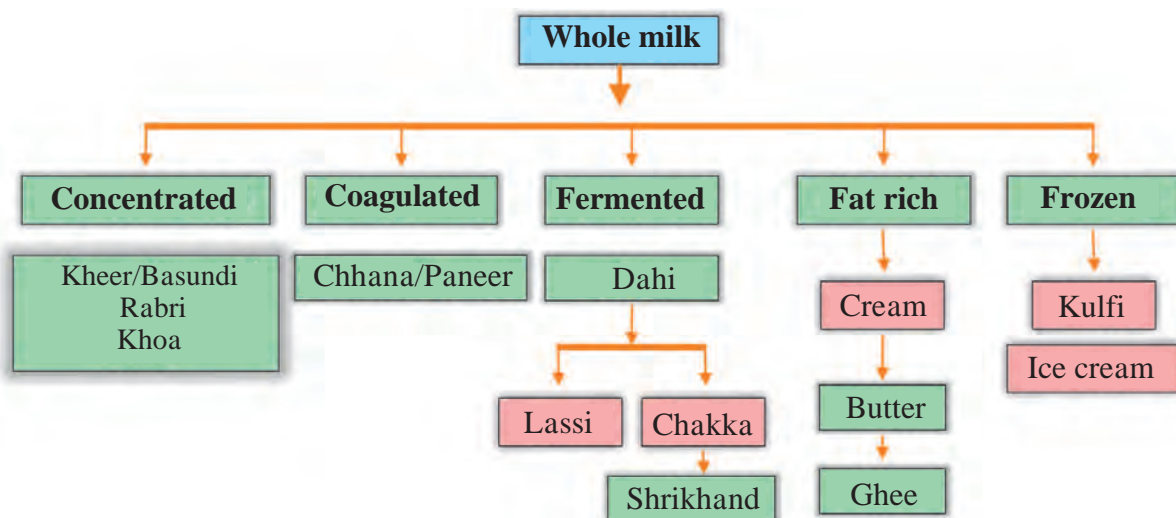 Whole milk
Concentrated
Coagulated
Fermented
Fat rich
Frozen
Kheer/Basundi
Rabri
Khoa
Chhana/Paneer
Dahi
Cream
Kulfi
Ice cream
Lassi
Chakka
Butter
Shrikhand
Ghee